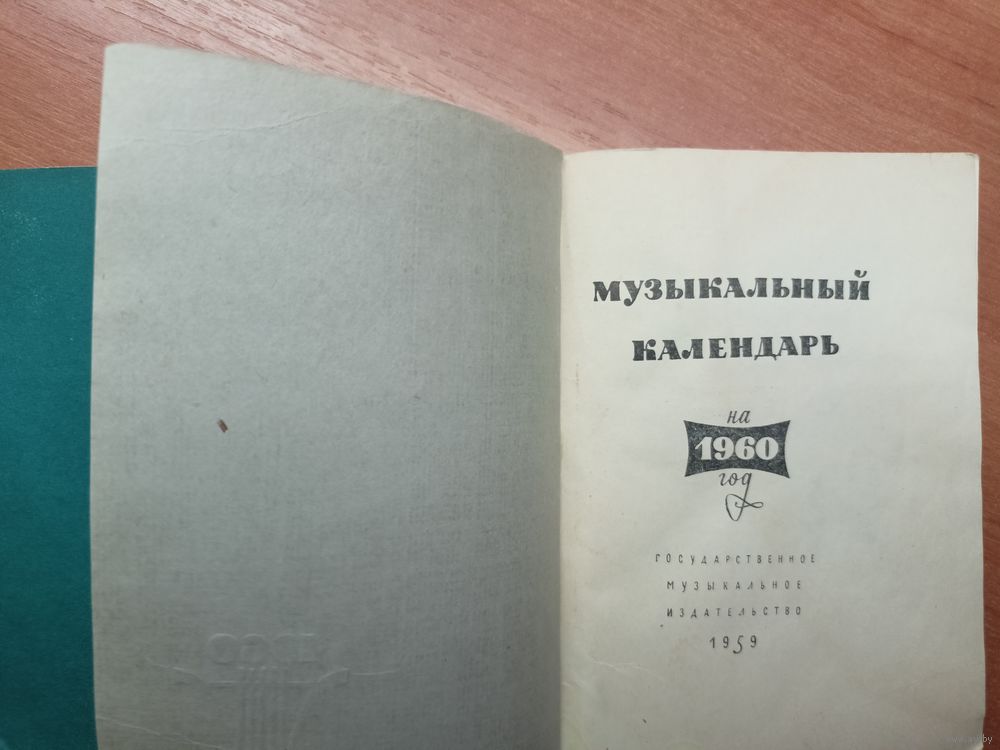 МУЗЫКАЛЬНЫЙ
КАЛЕНДАРЬ
на
1960
год
ГОСУДАРСТВЕННОЕ
МУЗЫКАЛЬНОЕ
ИЗДАТЕЛЬСТВО
1959